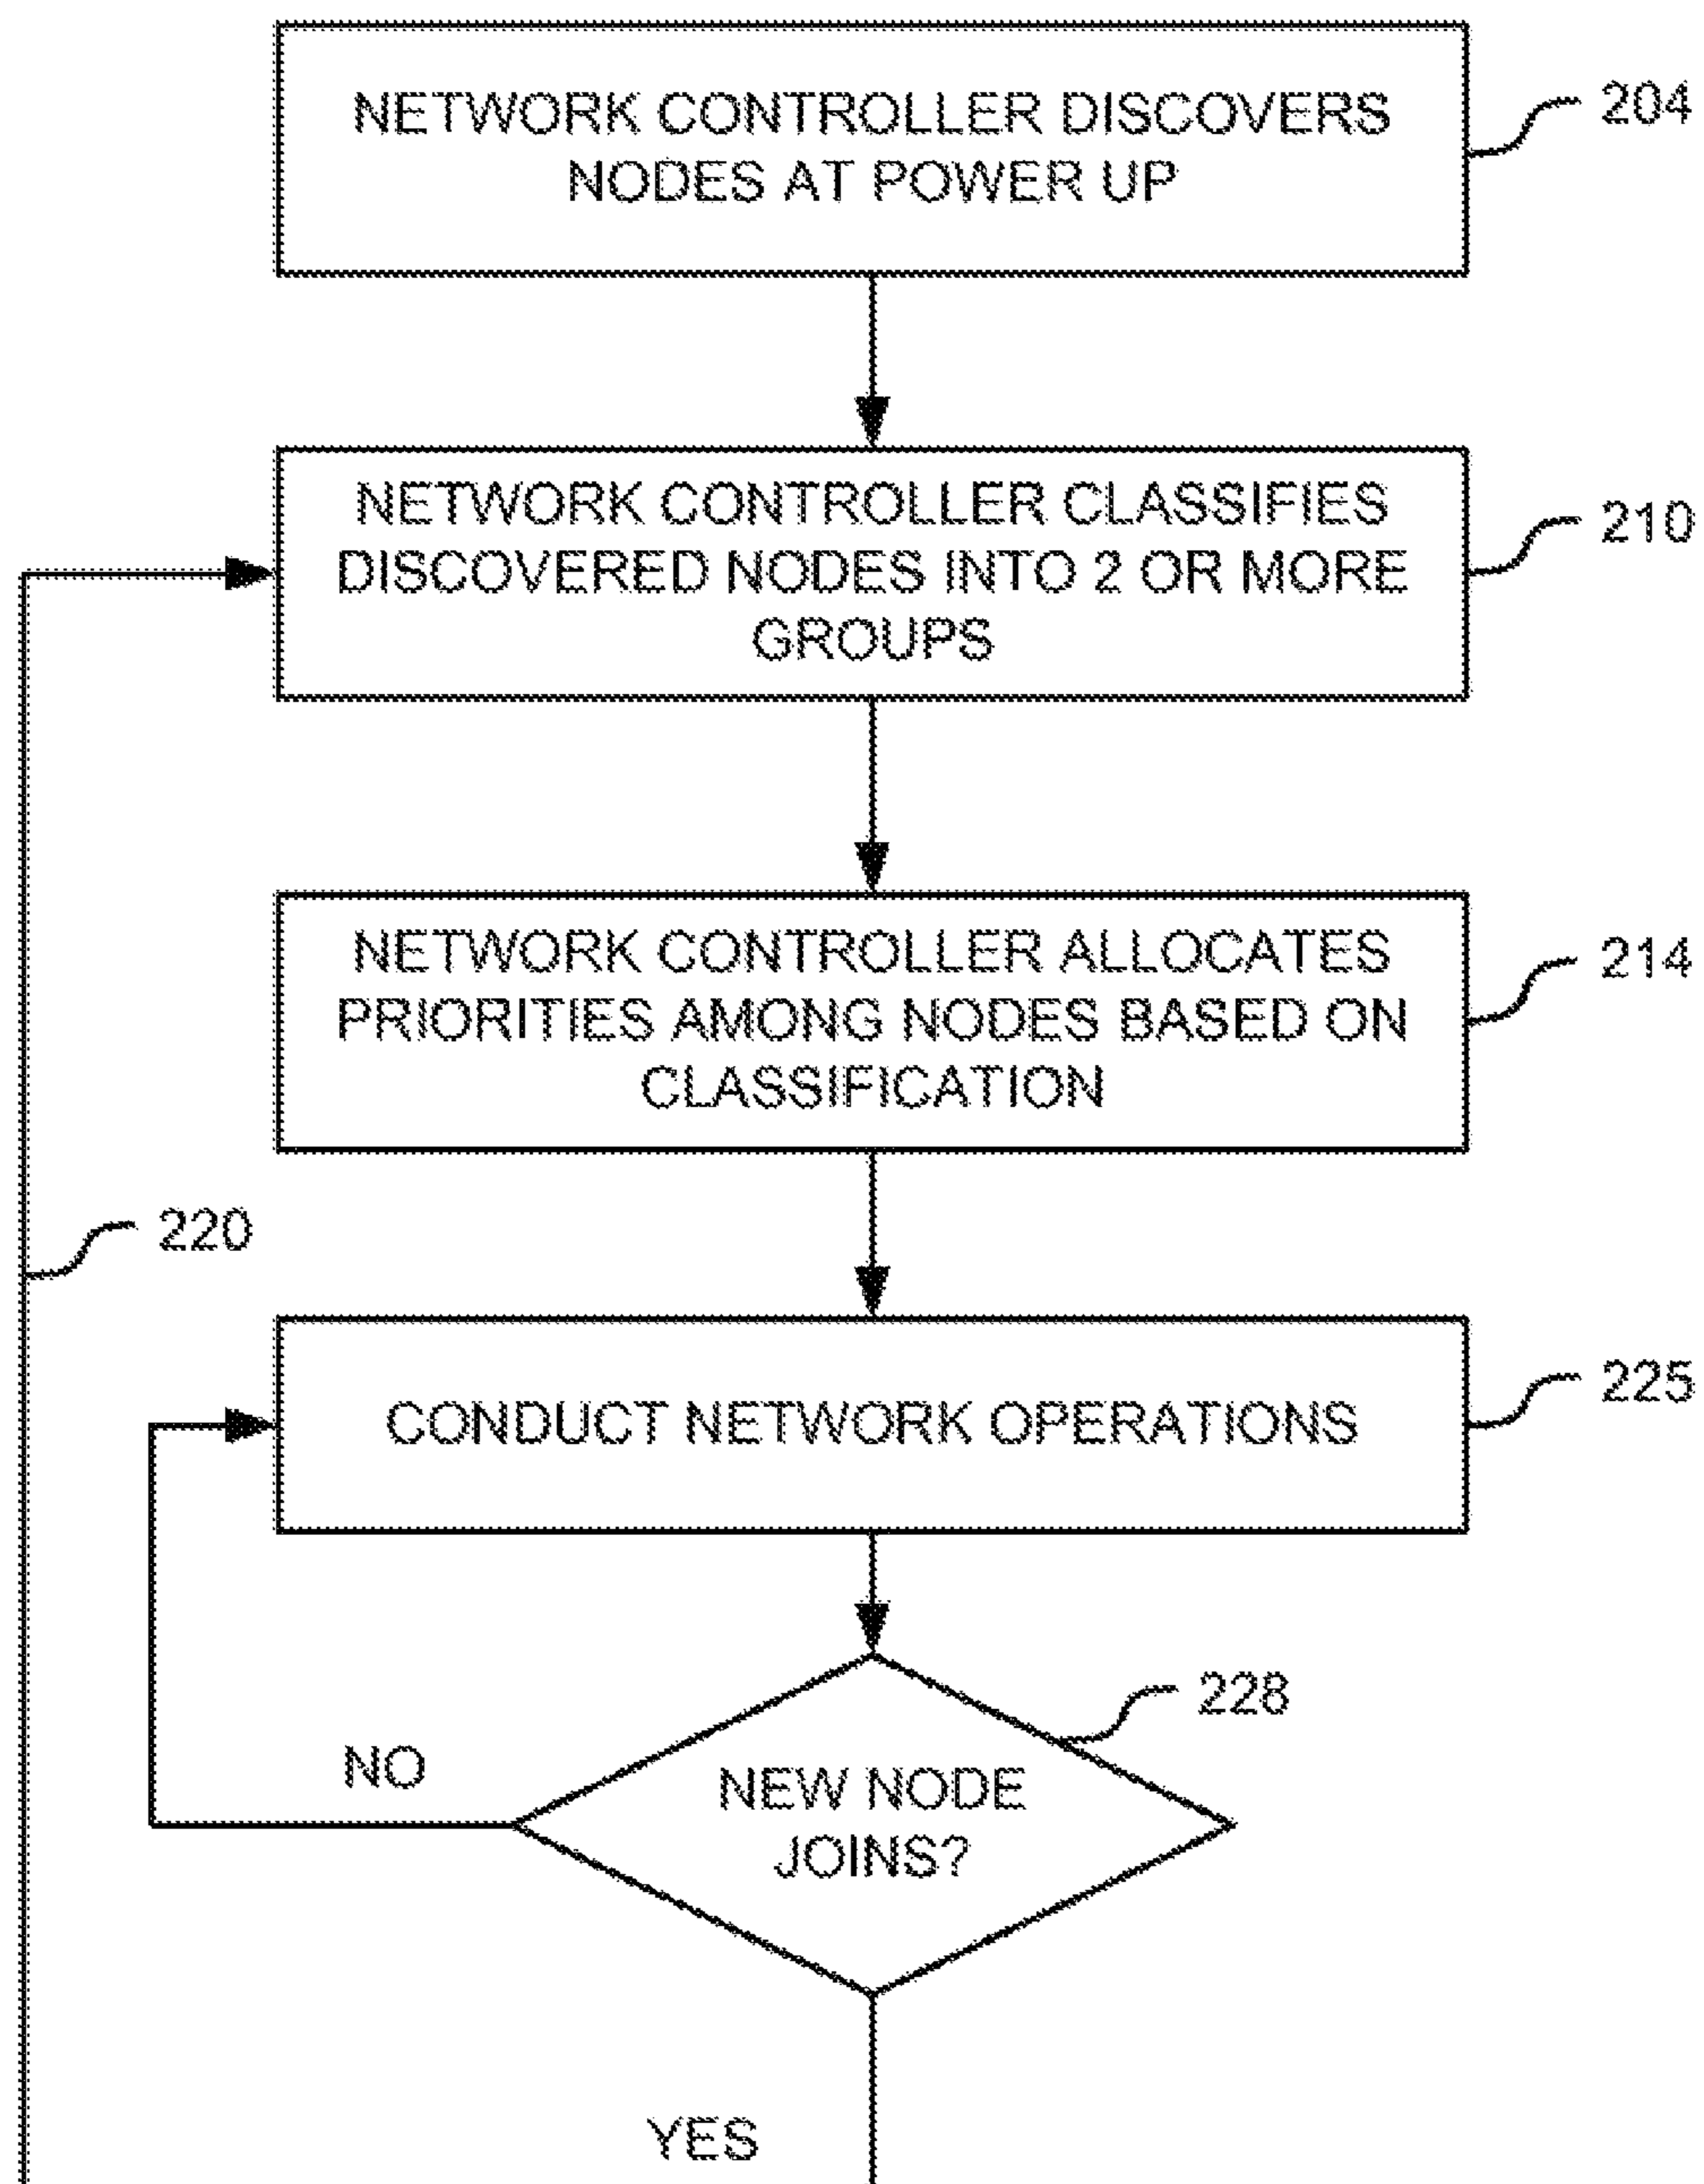 NETWORK CONTROLLER DISCOVERS
NODES AT POWER UP
204
NETWORK CONTROLLER CLASSIFIES
DISCOVERED NODES INTO 2 OR MORE
GROUPS
210
NETWORK CONTROLLER ALLOCATES
PRIORITIES AMONG NODES BASED ON
CLASSIFICATION
214
220
CONDUCT NETWORK OPERATIONS
225
228
NO
NEW NODE
JOINS?
YES